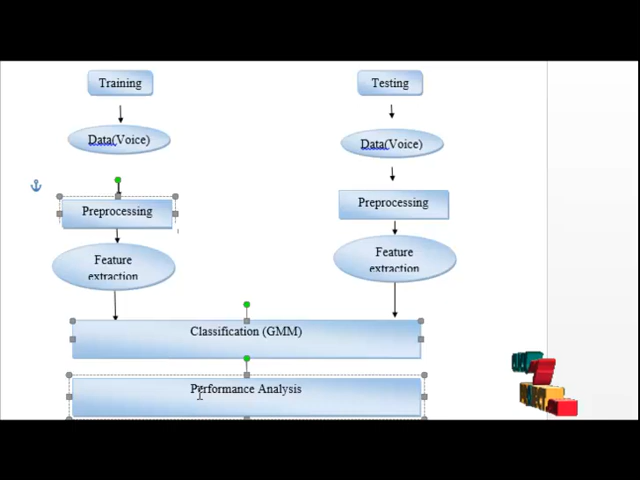 Training
Testing
Data(Voice)
Data(Voice)
Preprocessing
Preprocessing
Feature
extraction
Feature
extraction
Classification (GMM)
Performance Analysis